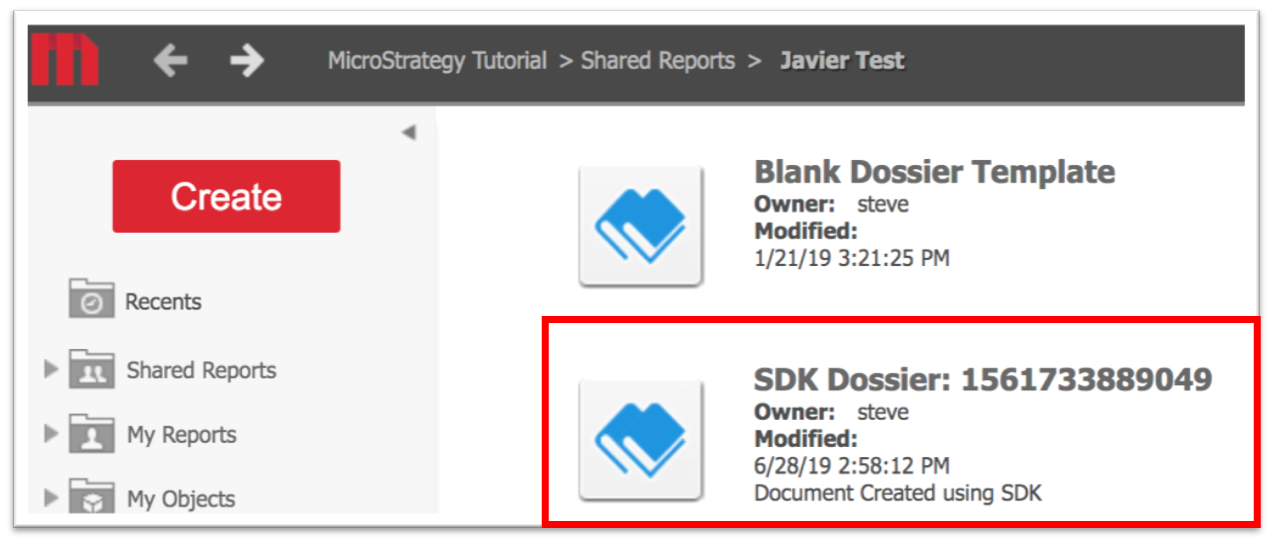 MicroStrategy Tutorial > Shared Reports > Javier Test
Create
Recents
Shared Reports
My Reports
My Objects
Blank Dossier Template
Owner: steve
Modified:
1/21/19 3:21:25 PM
SDK Dossier: 1561733889049
Owner: steve
Modified:
6/28/19 2:58:12 PM
Document Created using SDK